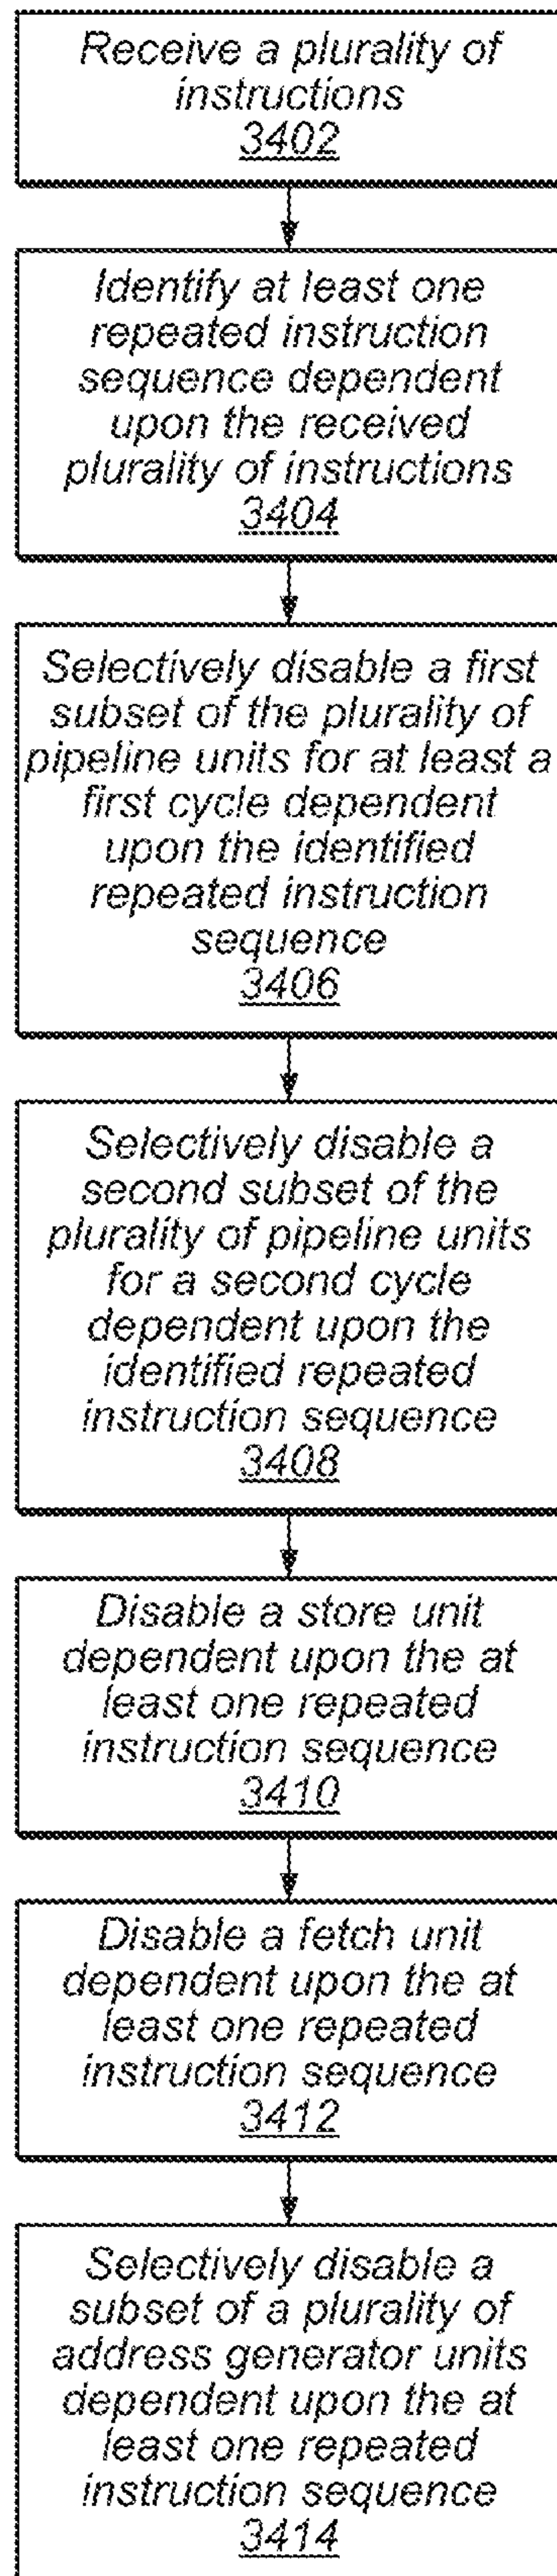 Receive a plurality of
instructions
3402
Identify at least one
repeated instruction
sequence dependent
upon the received
plurality of instructions
3404
Selectively disable a first
subset of the plurality of
pipeline units for at least a
first cycle dependent
upon the identified
repeated instruction
sequence
3406
Selectively disable a
second subset of the
plurality of pipeline units
for a second cycle
dependent upon the
identified repeated
instruction sequence
3408
Disable a store unit
dependent upon the at
least one repeated
instruction sequence
3410
Disable a fetch unit
dependent upon the at
least one repeated
instruction sequence
3412
Selectively disable a
subset of a plurality of
address generator units
dependent upon the at
least one repeated
instruction sequence
3414